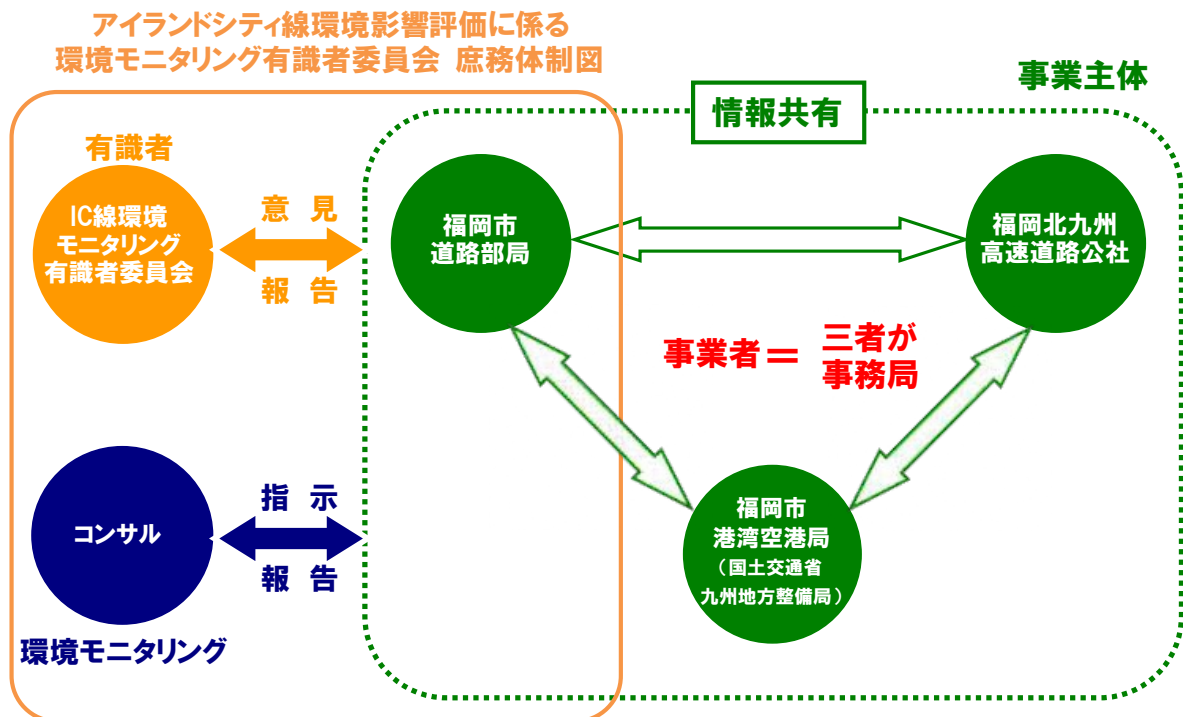 アイランドシティ線環境影響評価に係る
環境モニタリング有識者委員会 庶務体制図
事業主体
情報共有
有識者
IC線環境
モニタリング
有識者委員会
意 見
報 告
福岡市
道路部局
福岡北九州
高速道路公社
事業者＝ 三者が
事務局
コンサル
指 示
報 告
環境モニタリング
福岡市
港湾空港局
（国土交通省
九州地方整備局）